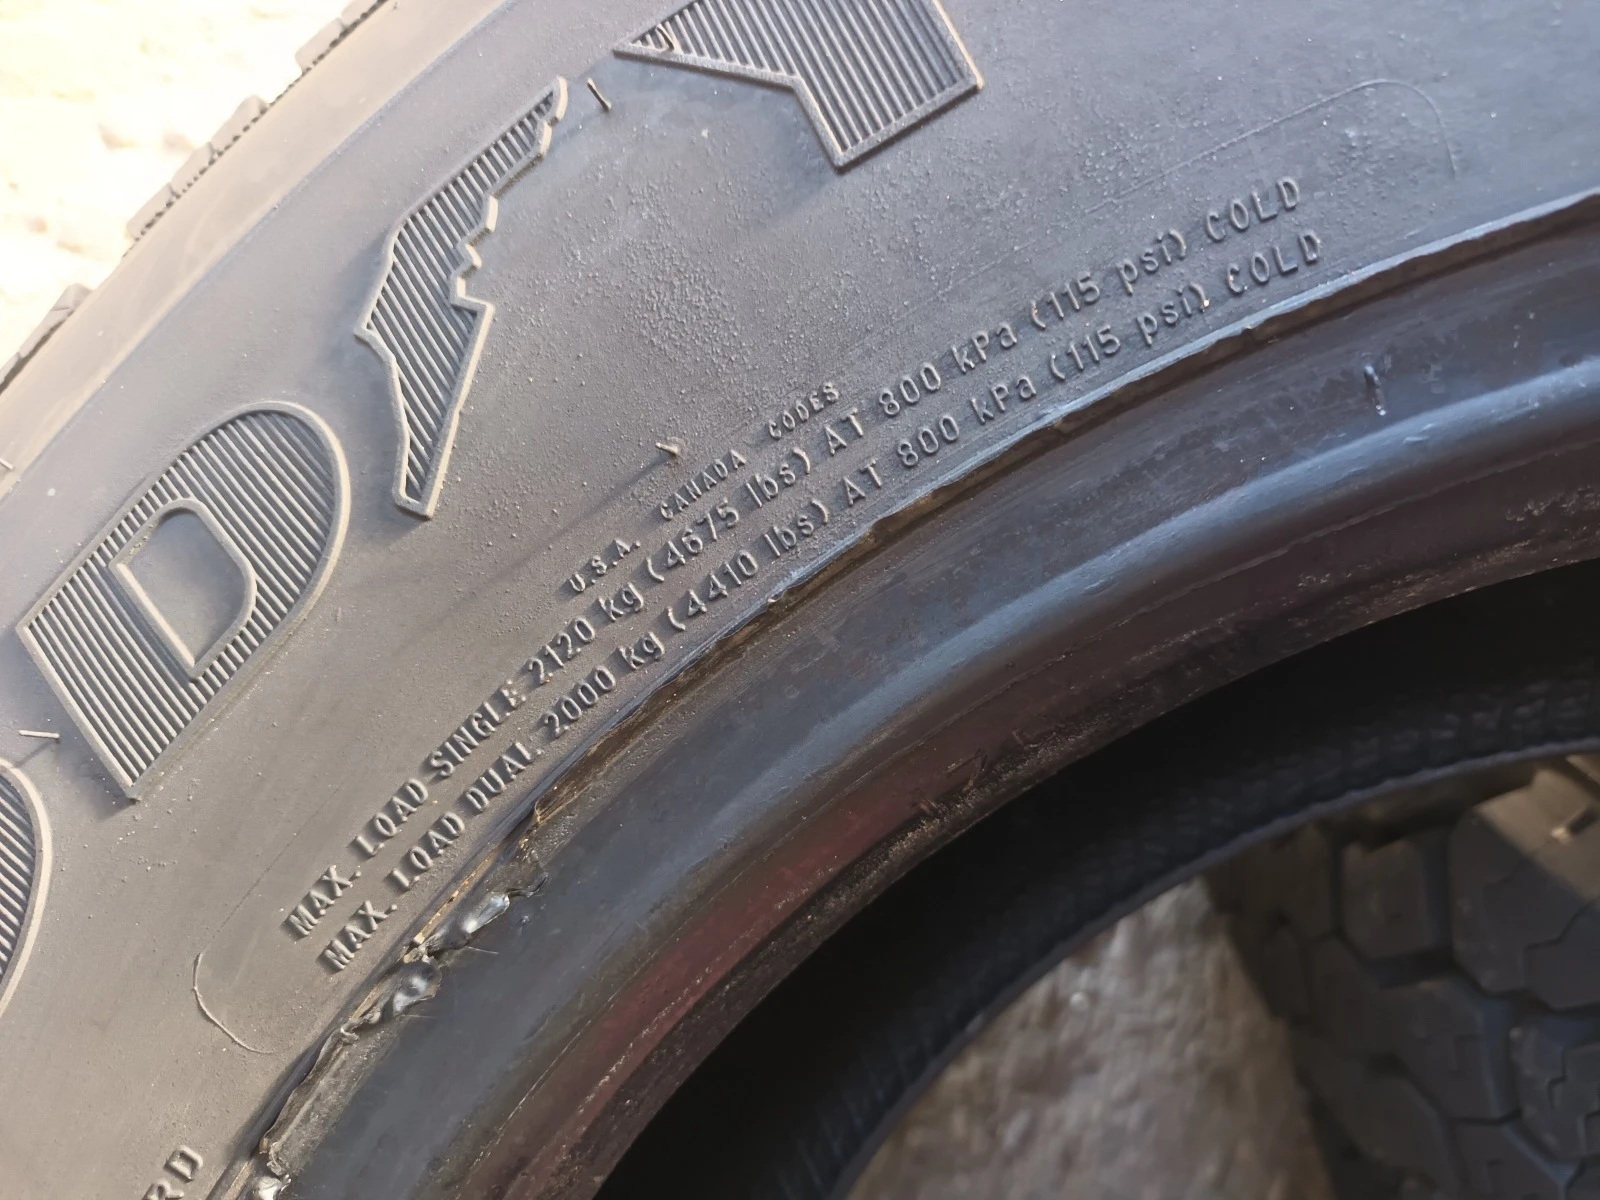 D Y
U.S.A. CANADA CODES
MAX. LOAD SINGLE 2120 kg (4675 lbs) AT 800 kPa (115 psi) COLD
MAX. LOAD DUAL 2000 kg (4410 lbs) AT 800 kPa (115 psi) COLD
RD